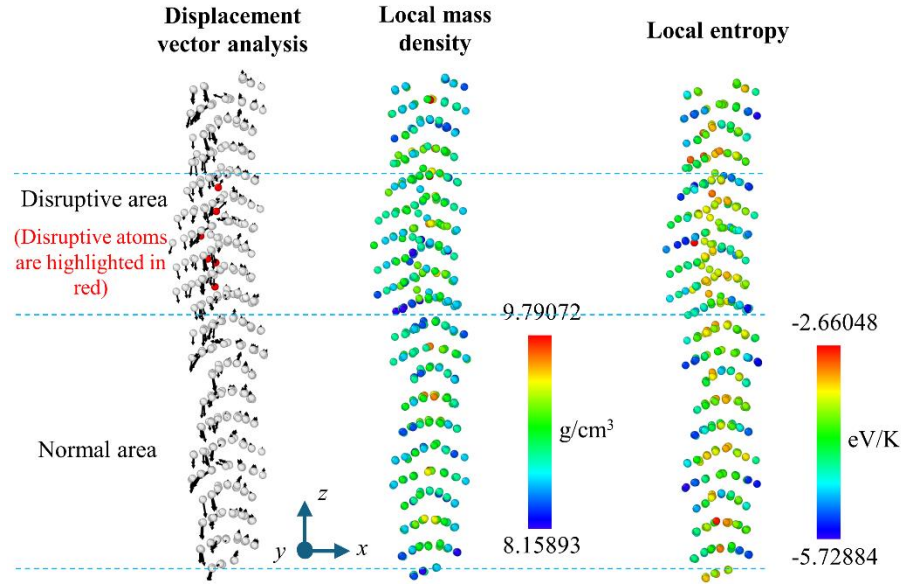 Displacement
vector analysis
Local mass
density
Local entropy
Disruptive area
(Disruptive atoms
are highlighted in
red)
Normal area
9.79072
g/cm³
8.15893
-2.66048
eV/K
-5.72884
z
y
x